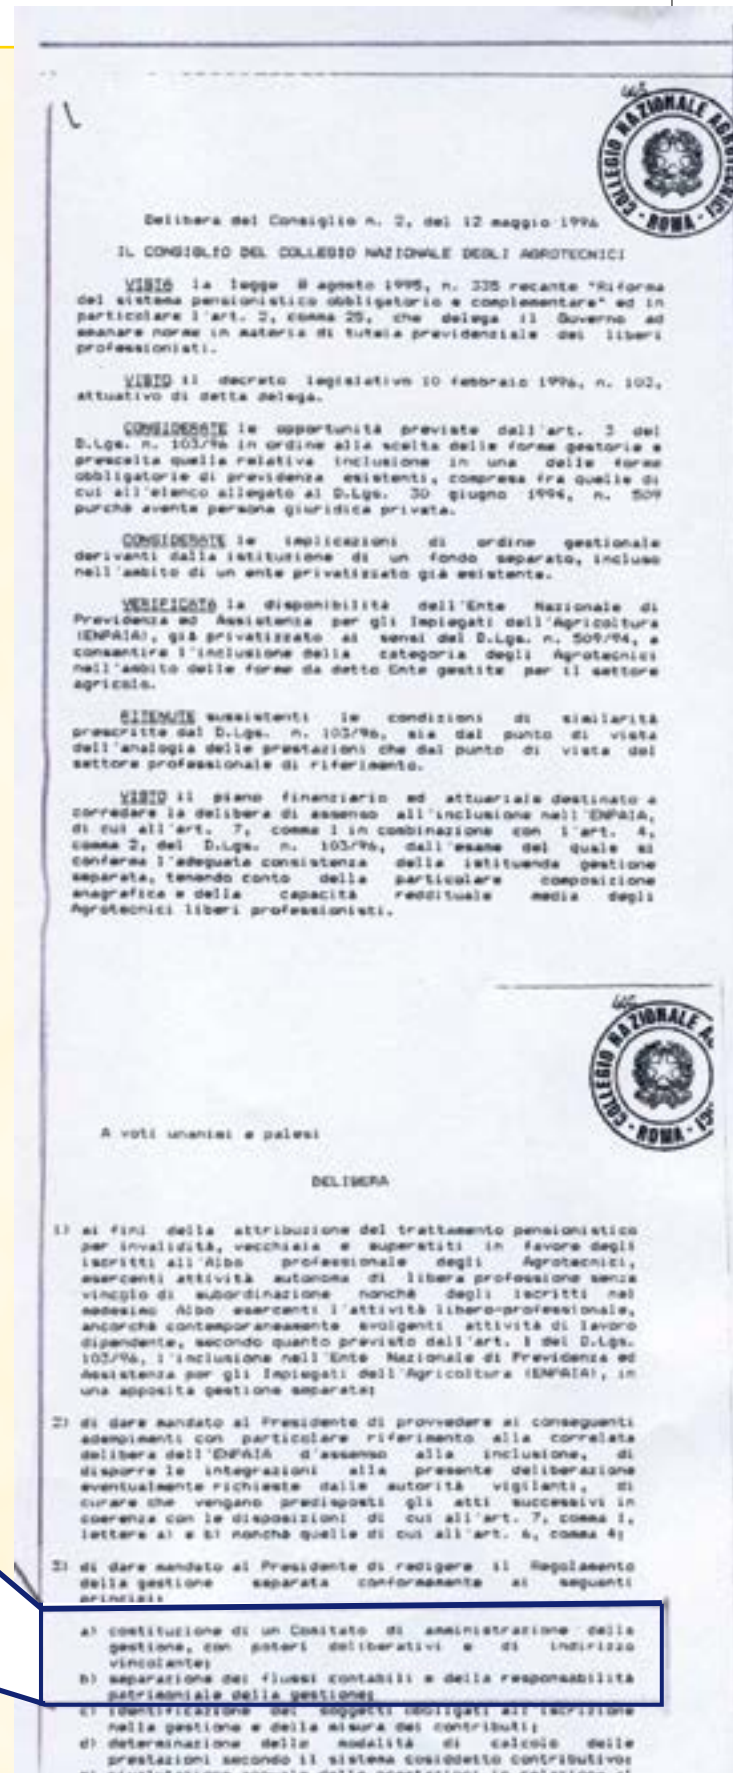 COLLEGIO NAZIONALE AGROTECNICI - ROMA -
Delibera del Consiglio n. 2, del 12 maggio 1996
IL CONSIGLIO DEL COLLEGIO NAZIONALE DEGLI AGROTECNICI
VISTA la legge 8 agosto 1995, n. 335 recante "Riforma
del sistema pensionistico obbligatorio e complementare" ed in
particolare l'art. 2, comma 25, che delega il Governo ad
emanare norme in materia di tutela previdenziale dei liberi
professionisti.
VISTO il decreto legislativo 10 febbraio 1996, n. 103,
attuativo di detta delega.
CONSIDERATE le opportunità previste dall'art. 3 del
D.Lgs. n. 103/96 in ordine alla scelta delle forme gestorie e
prescelta quella relativa inclusione in una delle forme
obbligatorie di previdenza esistenti, compresa fra quelle di
cui all'elenco allegato al D.Lgs. 30 giugno 1994, n. 509
purchè avente persona giuridica privata.
CONSIDERATE le implicazioni di ordine gestionale
derivanti dalla istituzione di un fondo separato, incluso
nell'ambito di un ente privatizzato già esistente.
VERIFICATA la disponibilità dell'Ente Nazionale di
Previdenza ed Assistenza per gli Impiegati dell'Agricoltura
(ENPAIA), già privatizzato ai sensi del D.Lgs. n. 509/94, a
consentire l'inclusione della categoria degli Agrotecnici
nell'ambito delle forme da detto Ente gestite per il settore
agricolo.
RITENUTE sussistenti le condizioni di similarità
prescritte dal D.Lgs. n. 103/96, sia dal punto di vista
dell'analogia delle prestazioni che dal punto di vista del
settore professionale di riferimento.
VISTO il piano finanziario ed attuariale destinato a
corredare la delibera di assenso all'inclusione nell'ENPAIA,
di cui all'art. 7, comma 1 in combinazione con l'art. 4,
comma 2, del D.Lgs. n. 103/96, dall'esame del quale si
conferma l'adeguata consistenza della istituenda gestione
separata, tenendo conto della particolare composizione
anagrafica e della capacità reddituale media degli
Agrotecnici liberi professionisti.
COLLEGIO NAZIONALE AGROTECNICI - ROMA -
A voti unanimi e palesi
DELIBERA
1) ai fini della attribuzione del trattamento pensionistico
per invalidità, vecchiaia e superstiti in favore degli
iscritti all'Albo professionale degli Agrotecnici,
esercenti attività autonoma di libera professione senza
vincolo di subordinazione nonchè degli iscritti nel
medesimo Albo esercenti l'attività libero-professionale,
ancorchè contemporaneamente svolgenti attività di lavoro
dipendente, secondo quanto previsto dall'art. 1 del D.Lgs.
103/96, l'inclusione nell'Ente Nazionale di Previdenza ed
Assistenza per gli Impiegati dell'Agricoltura (ENPAIA), in
una apposita gestione separata;
2) di dare mandato al Presidente di provvedere ai conseguenti
adempimenti con particolare riferimento alla correlata
delibera dell'ENPAIA d'assenso alla inclusione, di
disporre le integrazioni alla presente deliberazione
eventualmente richieste dalle autorità vigilanti, di
curare che vengano predisposti gli atti successivi in
coerenza con le disposizioni di cui all'art. 7, comma 1,
lettere a) e b) nonchè quelle di cui all'art. 6, comma 4;
3) di dare mandato al Presidente di redigere il Regolamento
della gestione separata conformemente ai seguenti
principi:
a) costituzione di un Comitato di amministrazione della
gestione, con poteri deliberativi e di indirizzo
vincolante;
b) separazione dei flussi contabili e della responsabilità
patrimoniale della gestione;
c) identificazione dei soggetti obbligati all'iscrizione
nella gestione e della misura dei contributi;
d) determinazione delle modalità di calcolo delle
prestazioni secondo il sistema cosiddetto contributivo;